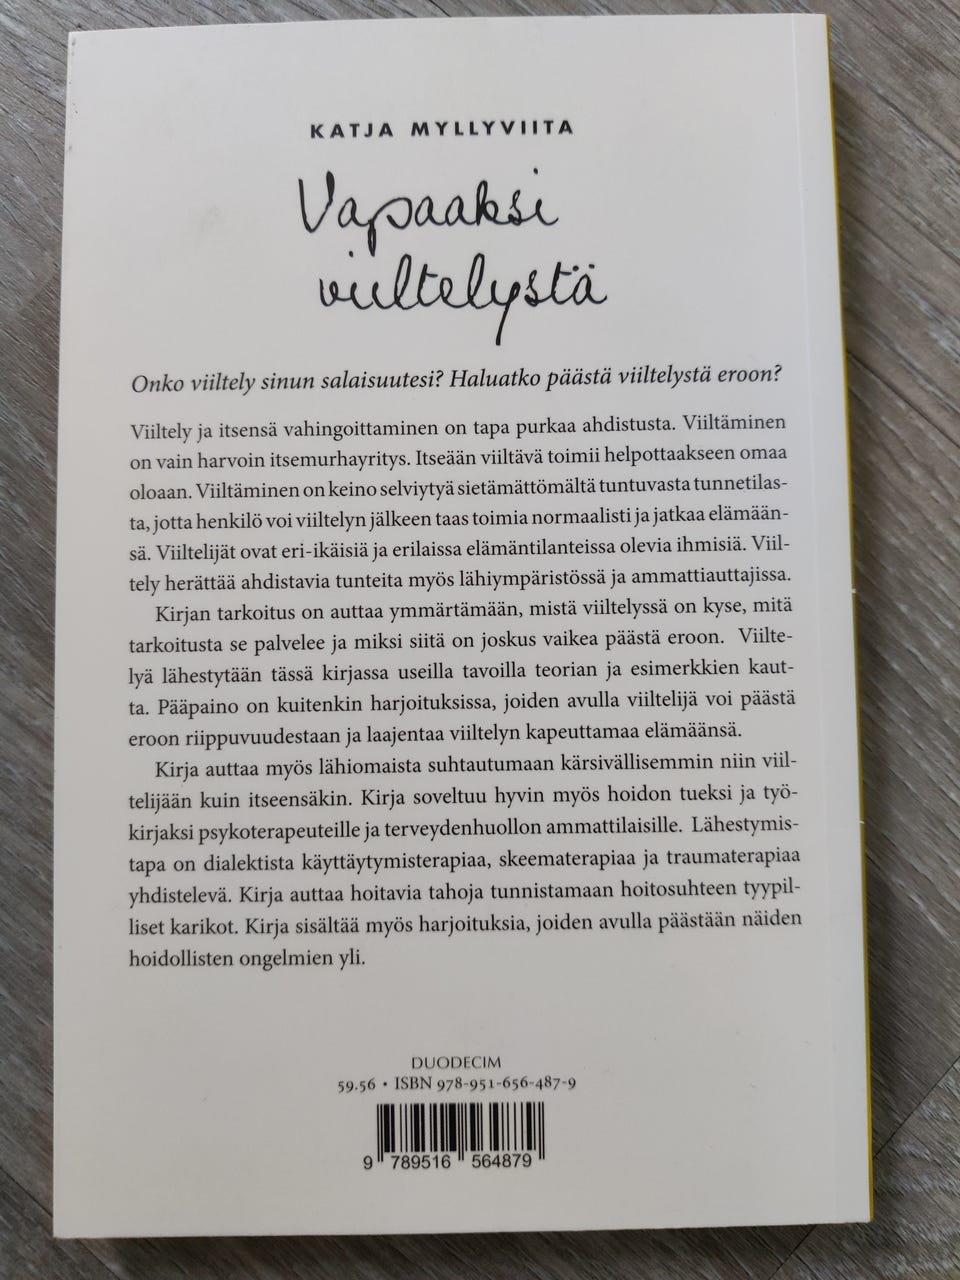 KATJA MYLLYVIITA
Vapaaksi
viiltelystä
Onko viiltely sinun salaisuutesi? Haluatko päästä viiltelystä eroon?
Viiltely ja itsensä vahingoittaminen on tapa purkaa ahdistusta. Viiltäminen
on vain harvoin itsemurhayritys. Itseään viiltävä toimii helpottaakseen omaa
oloaan. Viiltäminen on keino selviytyä sietämättömältä tuntuvasta tunnetilas-
ta, jotta henkilö voi viiltelyn jälkeen taas toimia normaalisti ja jatkaa elämään-
sä. Viiltelijät ovat eri-ikäisiä ja erilaissa elämäntilanteissa olevia ihmisiä. Viil-
tely herättää ahdistavia tunteita myös lähiympäristössä ja ammattiauttajissa.
Kirjan tarkoitus on auttaa ymmärtämään, mistä viiltelyssä on kyse, mitä
tarkoitusta se palvelee ja miksi siitä on joskus vaikea päästä eroon. Viilte-
lyä lähestytään tässä kirjassa useilla tavoilla teorian ja esimerkkien kaut-
ta. Pääpaino on kuitenkin harjoituksissa, joiden avulla viiltelijä voi päästä
eroon riippuvuudestaan ja laajentaa viiltelyn kapeuttamaa elämäänsä.
Kirja auttaa myös lähiomaista suhtautumaan kärsivällisemmin niin viil-
telijään kuin itseensäkin. Kirja soveltuu hyvin myös hoidon tueksi ja työ-
kirjaksi psykoterapeuteille ja terveydenhuollon ammattilaisille. Lähestymis-
tapa on dialektista käyttäytymisterapiaa, skeematerapiaa ja traumaterapiaa
yhdistelevä. Kirja auttaa hoitavia tahoja tunnistamaan hoitosuhteen tyypil-
liset karikot. Kirja sisältää myös harjoituksia, joiden avulla päästään näiden
hoidollisten ongelmien yli.
DUODECIM
59.56 • ISBN 978-951-656-487-9
9 789516 564879